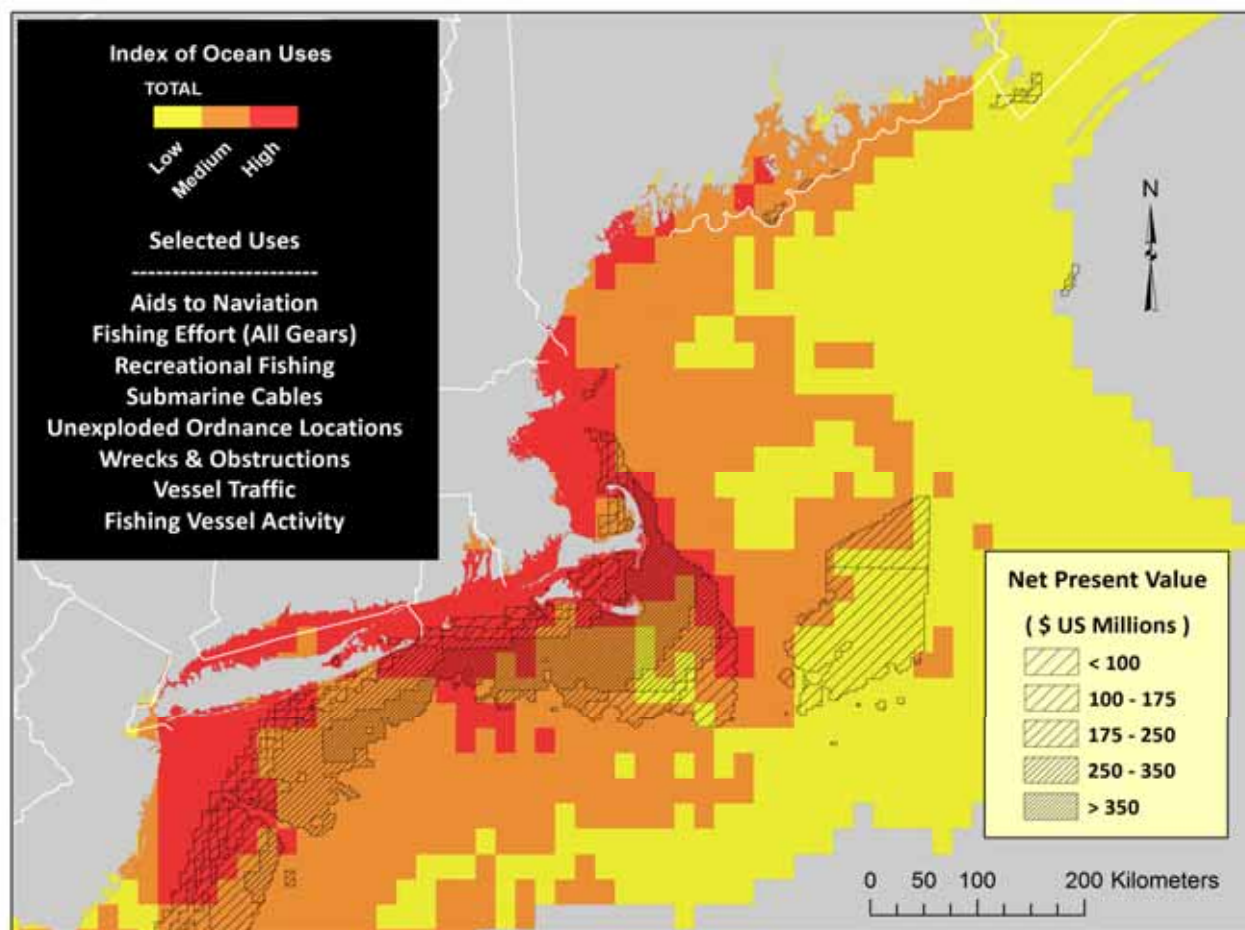 Index of Ocean Uses
TOTAL
Low
Medium
High
Selected Uses
-----------------------
Aids to Naviation
Fishing Effort (All Gears)
Recreational Fishing
Submarine Cables
Unexploded Ordnance Locations
Wrecks & Obstructions
Vessel Traffic
Fishing Vessel Activity
N
Net Present Value
( $ US Millions )
< 100
100 - 175
175 - 250
250 - 350
> 350
0 50 100 200 Kilometers